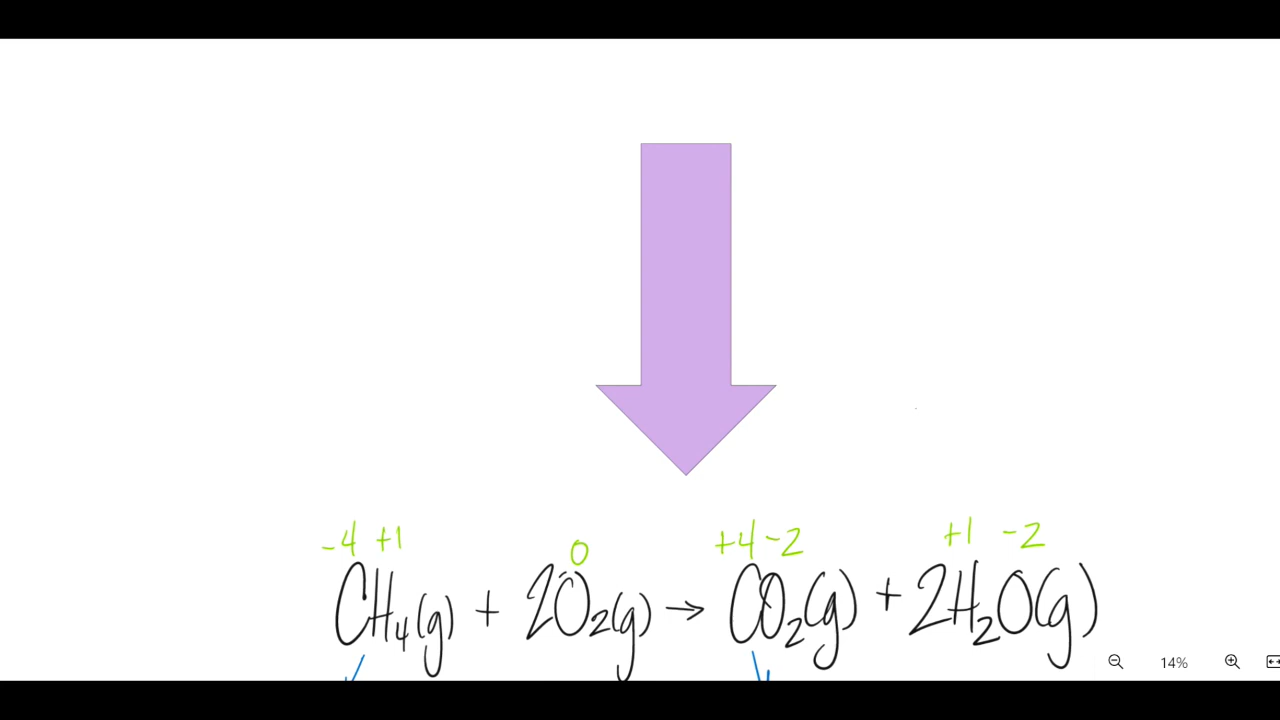 -4 +1 0 +4 -2 +1 -2
CH₄(g) + 2O₂(g) → CO₂(g) + 2H₂O(g)
14%